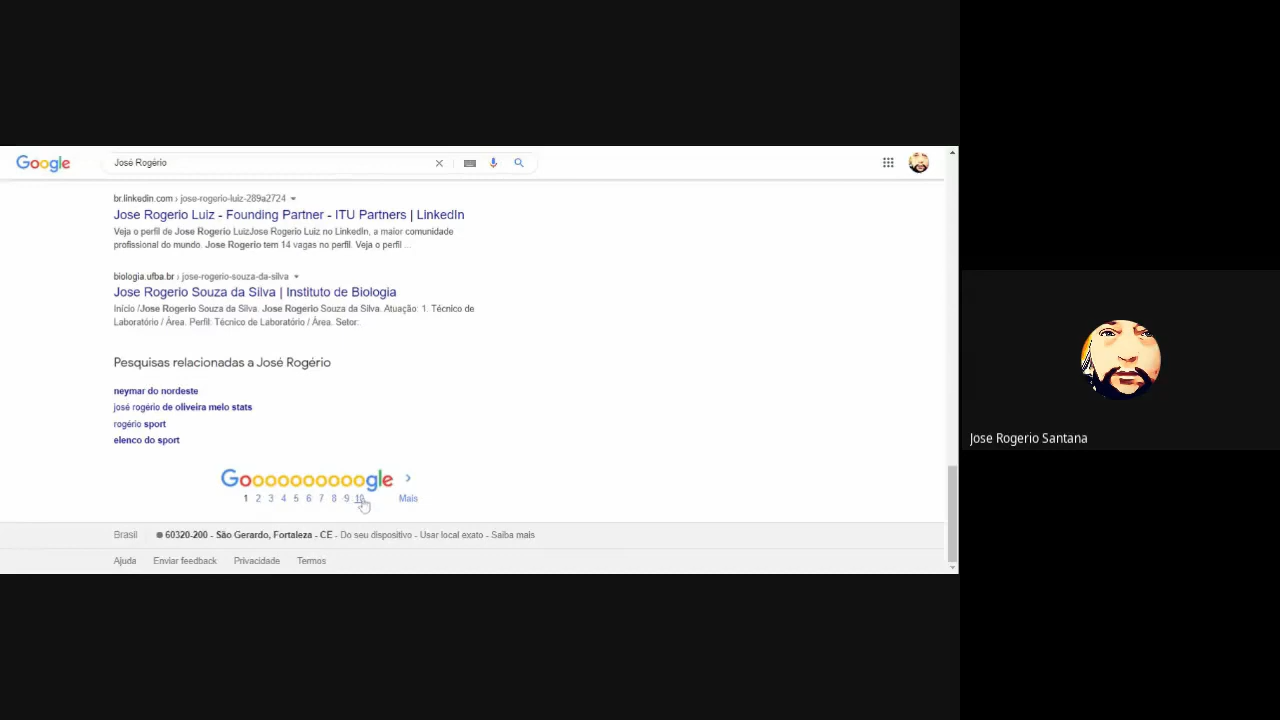 Google
José Rogério
br.linkedin.com › jose-rogerio-luiz-289a2724
Jose Rogerio Luiz - Founding Partner - ITU Partners | LinkedIn
Veja o perfil de Jose Rogerio LuizJose Rogerio Luiz no LinkedIn, a maior comunidade
profissional do mundo. Jose Rogerio tem 14 vagas no perfil. Veja o perfil ...
biologia.ufba.br › jose-rogerio-souza-da-silva
Jose Rogerio Souza da Silva | Instituto de Biologia
Início /Jose Rogerio Souza da Silva. Jose Rogerio Souza da Silva. Atuação: 1. Técnico de
Laboratório / Área. Perfil: Técnico de Laboratório / Área. Setor:.
Pesquisas relacionadas a José Rogério
neymar do nordeste
josé rogério de oliveira melo stats
rogério sport
elenco do sport
Goooooooooogle >
1 2 3 4 5 6 7 8 9 10 Mais
Brasil 60320-200 - São Gerardo, Fortaleza - CE - Do seu dispositivo - Usar local exato - Saiba mais
Ajuda Enviar feedback Privacidade Termos
Jose Rogerio Santana